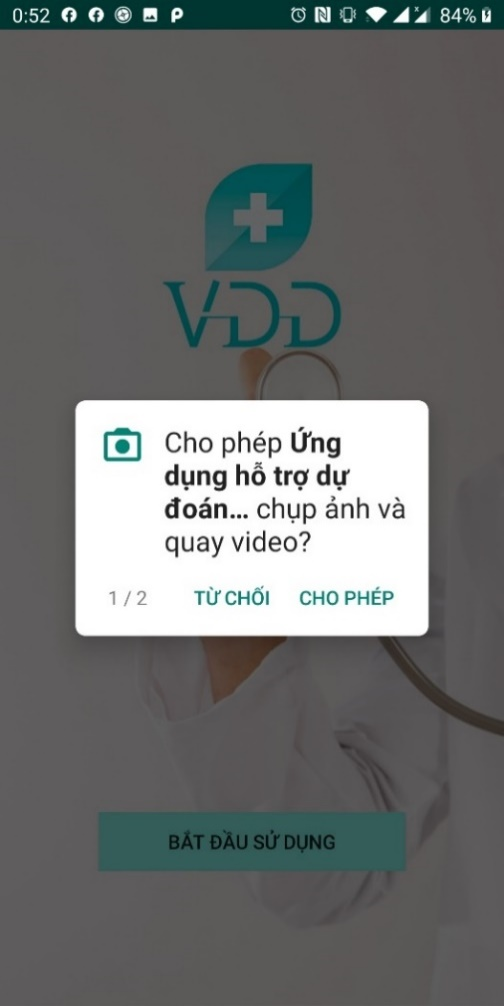 0:52
84%
VDD
Cho phép Ứng
dụng hỗ trợ dự
đoán... chụp ảnh và
quay video?
1 / 2 TỪ CHỐI CHO PHÉP
BẮT ĐẦU SỬ DỤNG